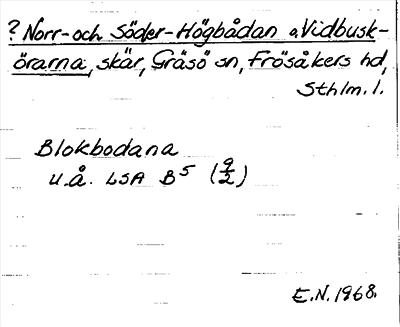 ? Norr- och Söder-Högbådan o. Vidbusk-
örarna, skär, Gräsö sn, Frösåkers hd,
Sthlm. l.
Blokbodana
u.å. LSA B⁵ (9/2)
E.N. 1968.